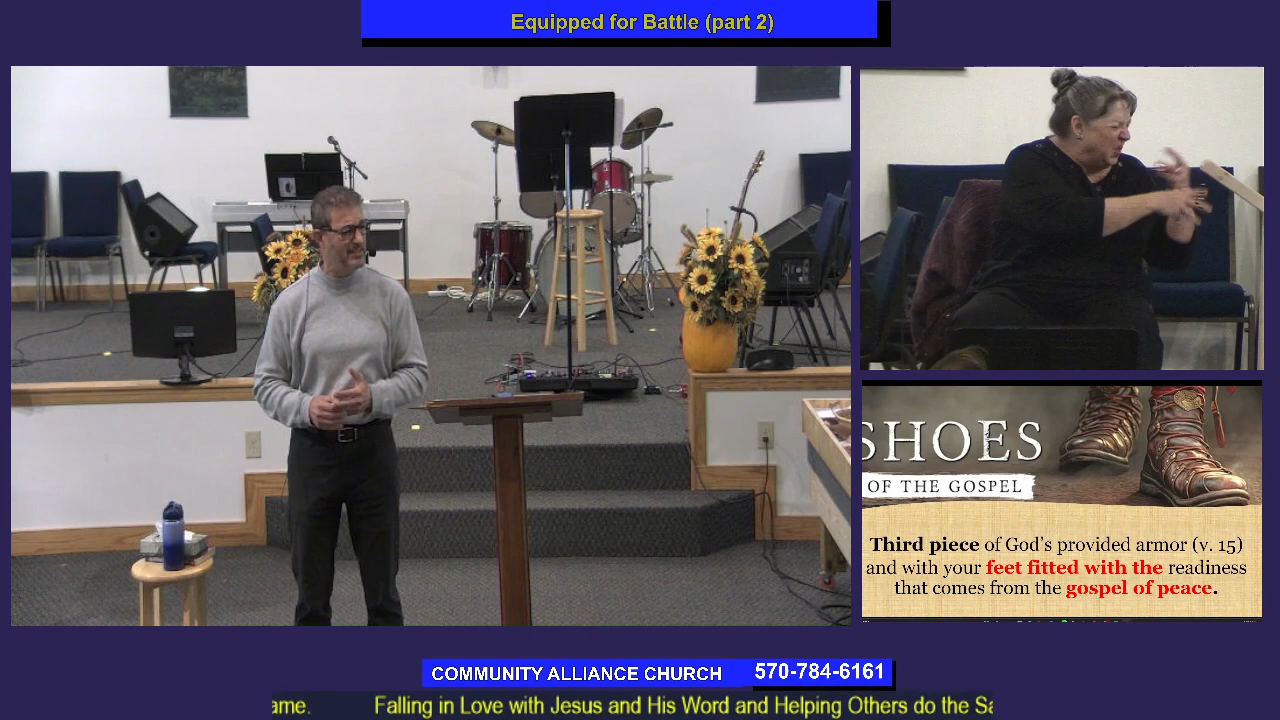 Equipped for Battle (part 2)
SHOES
OF THE GOSPEL
Third piece of God's provided armor (v. 15)
and with your feet fitted with the readiness
that comes from the gospel of peace.
COMMUNITY ALLIANCE CHURCH 570-784-6161
ame. Falling in Love with Jesus and His Word and Helping Others do the Sa